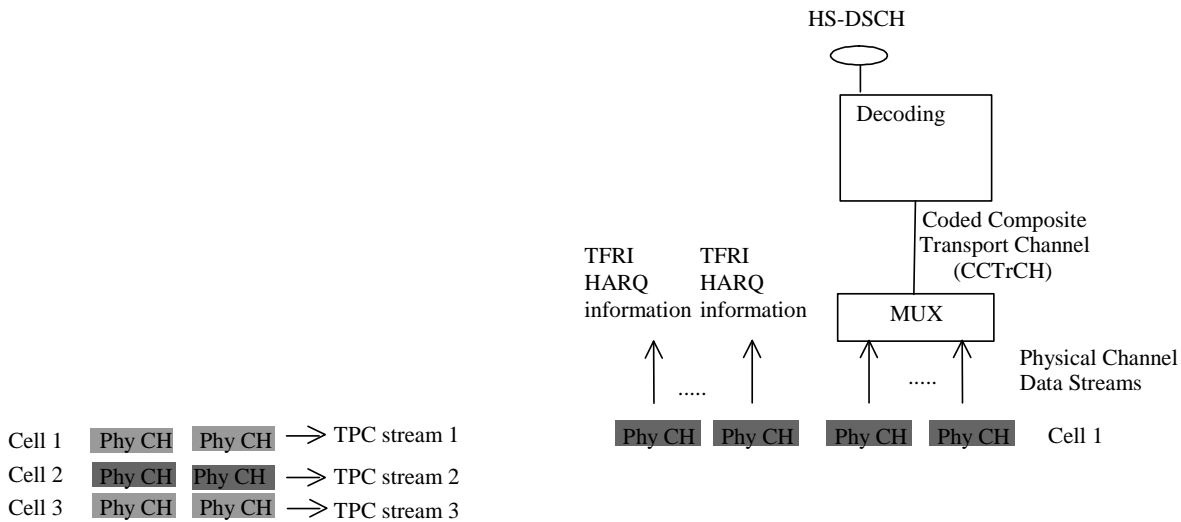 HS-DSCH
Decoding
Coded Composite
Transport Channel
(CCTrCH)
TFRI
HARQ
information
TFRI
HARQ
information
MUX
Physical Channel
Data Streams
.....
.....
Phy CH Phy CH Phy CH Phy CH Cell 1
Cell 1 Phy CH Phy CH TPC stream 1
Cell 2 Phy CH Phy CH TPC stream 2
Cell 3 Phy CH Phy CH TPC stream 3